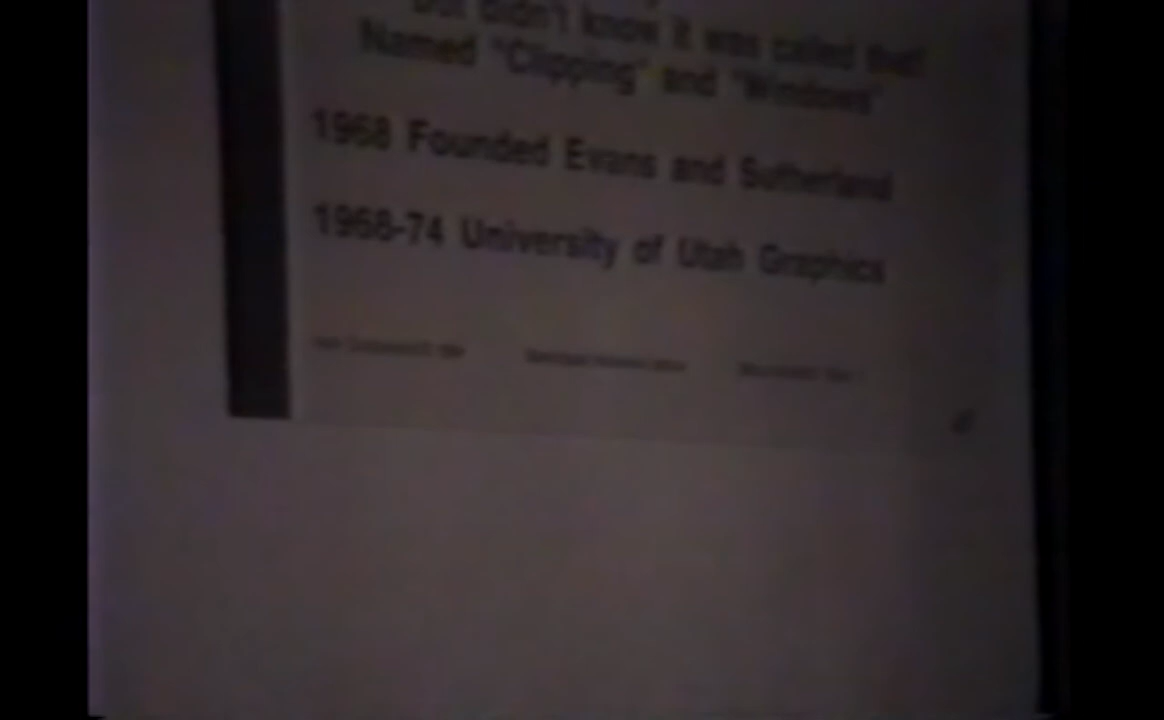 but didn't know it was called that!
Named "Clipping" and "Windows"
1968 Founded Evans and Sutherland
1968-74 University of Utah Graphics